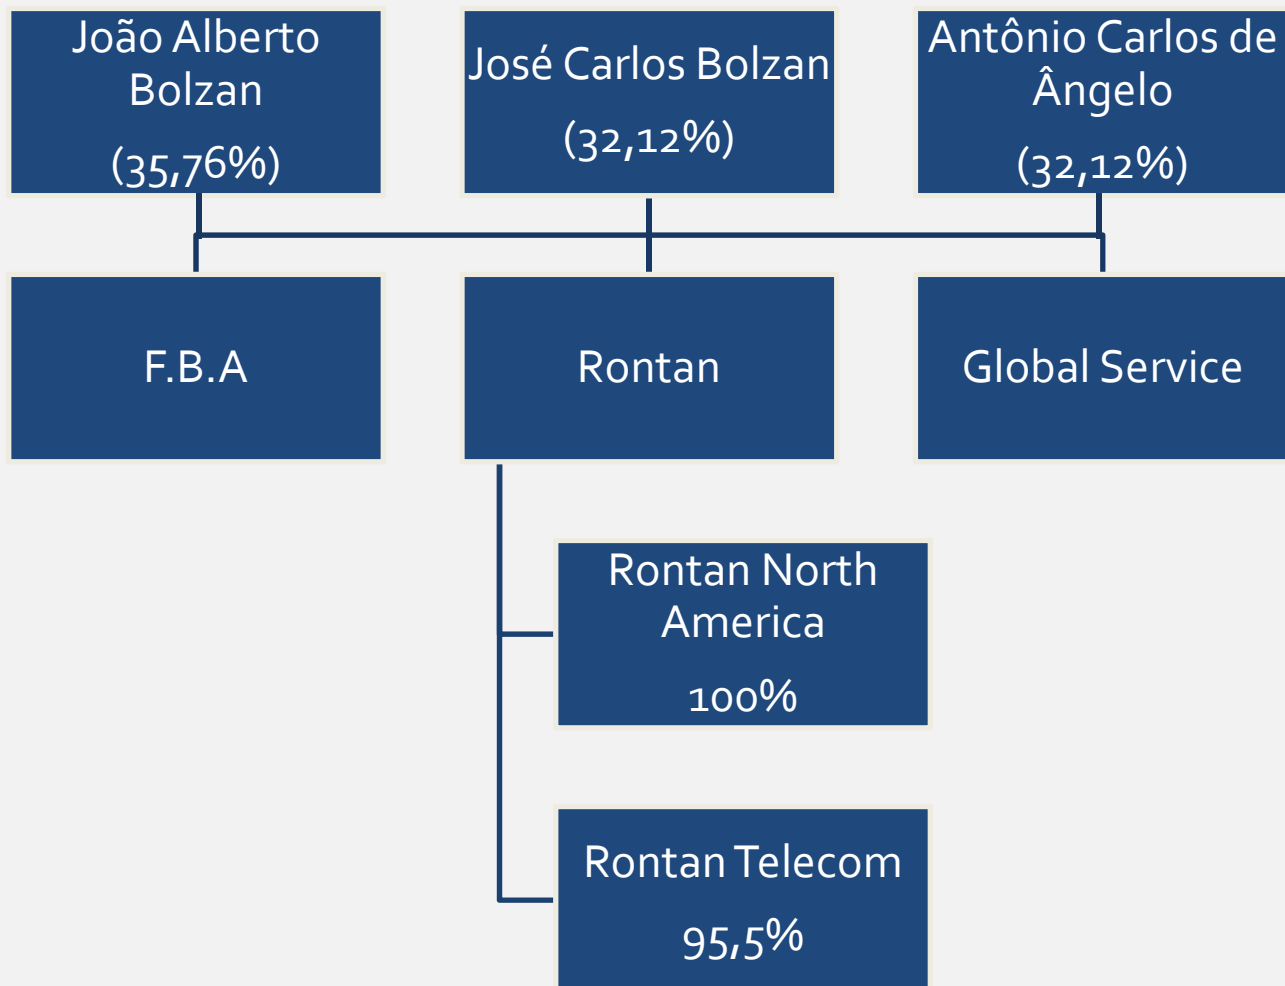 João Alberto
Bolzan
(35,76%)
José Carlos Bolzan
(32,12%)
Antônio Carlos de
Ângelo
(32,12%)
F.B.A
Rontan
Global Service
Rontan North
America
100%
Rontan Telecom
95,5%